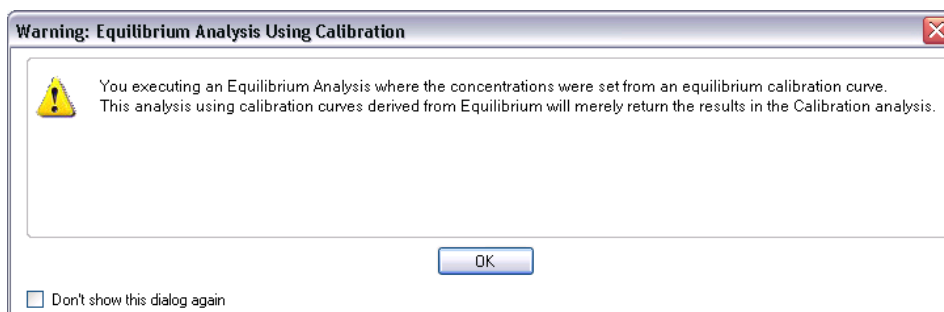 Warning: Equilibrium Analysis Using Calibration
You executing an Equilibrium Analysis where the concentrations were set from an equilibrium calibration curve.
This analysis using calibration curves derived from Equilibrium will merely return the results in the Calibration analysis.
OK
Don't show this dialog again